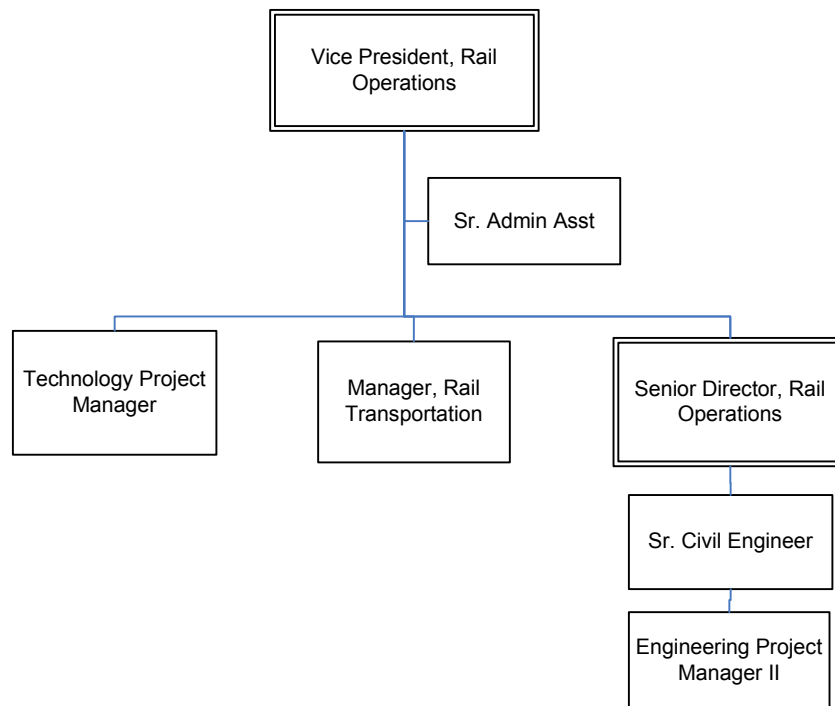 Vice President, Rail
Operations
Sr. Admin Asst
Technology Project
Manager
Manager, Rail
Transportation
Senior Director, Rail
Operations
Sr. Civil Engineer
Engineering Project
Manager II